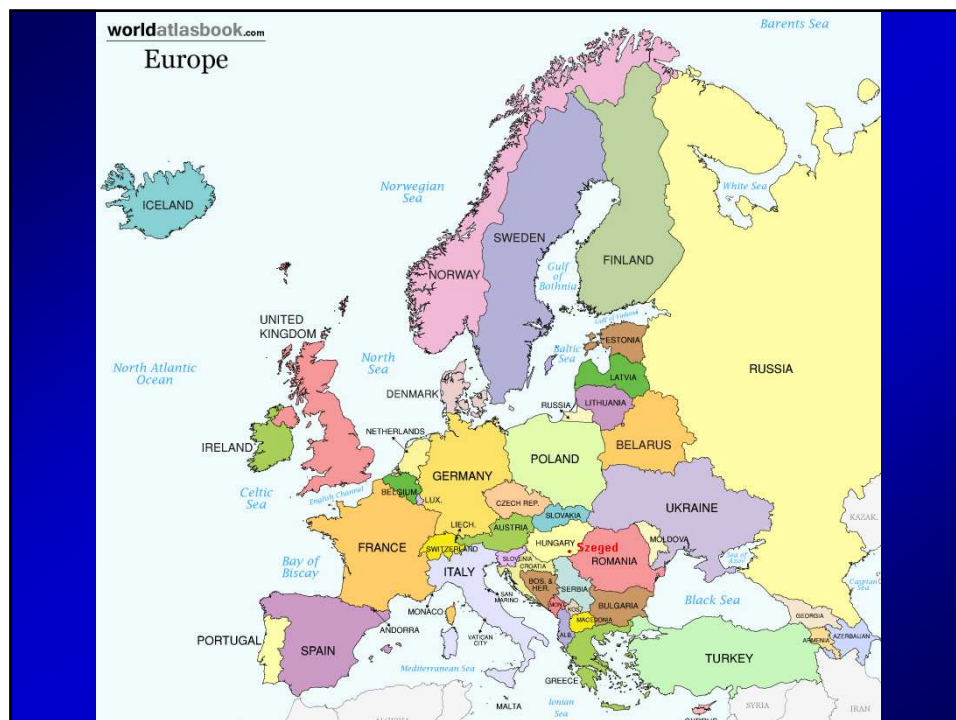 worldatlasbook.com
Europe
Barents Sea
ICELAND
Norwegian
Sea
White Sea
SWEDEN
NORWAY
FINLAND
Gulf
of
Bothnia
Gulf of Finland
UNITED
KINGDOM
North
Sea
Baltic
Sea
ESTONIA
North Atlantic
Ocean
RUSSIA
LATVIA
DENMARK
LITHUANIA
RUSSIA
NETHERLANDS
IRELAND
BELARUS
POLAND
GERMANY
Celtic
Sea
English Channel
BELGIUM
LUX.
CZECH REP.
UKRAINE
SLOVAKIA
KAZAK.
LIECH.
AUSTRIA
FRANCE
SWITZERLAND
HUNGARY
Szeged
MOLDOVA
Bay of
Biscay
SLOVENIA
CROATIA
ROMANIA
Sea of
Azov
ITALY
BOS. &
HER.
SERBIA
Caspian
Sea
SAN
MARINO
MONT.
KOS.
BULGARIA
Black Sea
MONACO
ANDORRA
MACEDONIA
GEORGIA
PORTUGAL
SPAIN
VATICAN
CITY
ALB.
ARMENIA
AZERBAIJAN
TURKEY
Mediterranean Sea
GREECE
MALTA
Ionian
Sea
SYRIA
IRAN
ALGERIA
CYPRUS